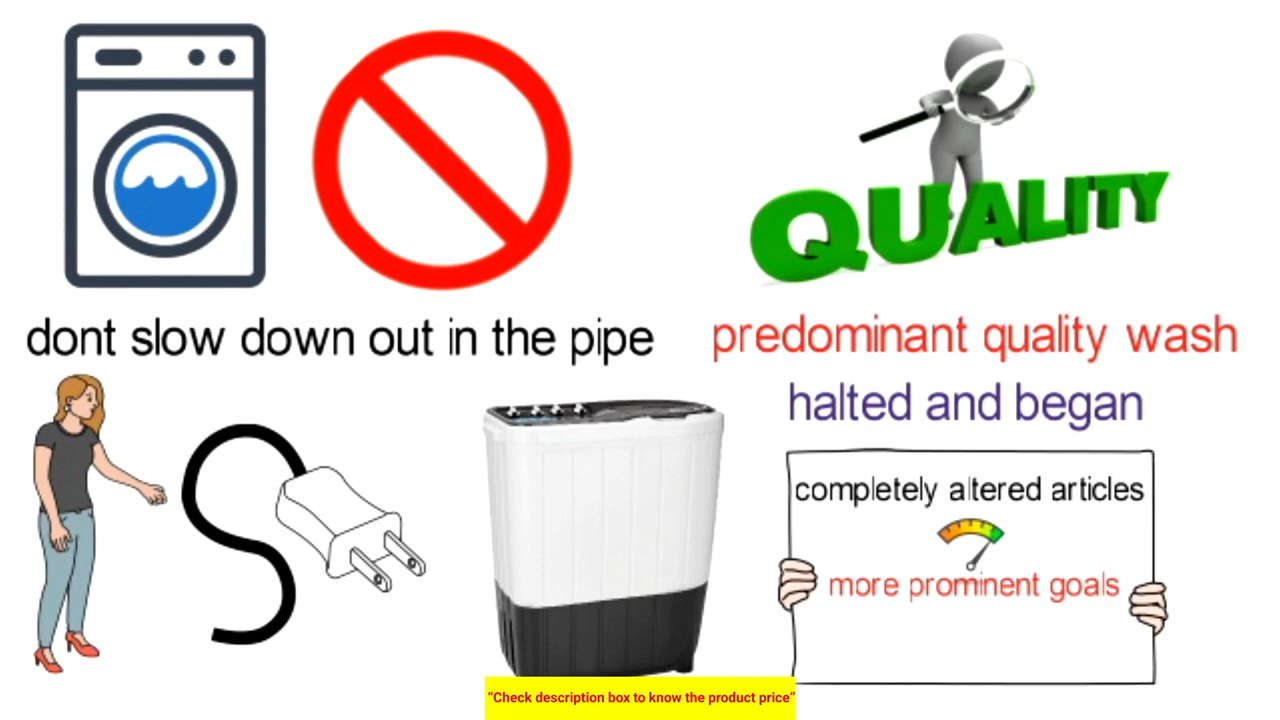 QUALITY
dont slow down out in the pipe
predominant quality wash
halted and began
completely altered articles
more prominent goals
"Check description box to know the product price"